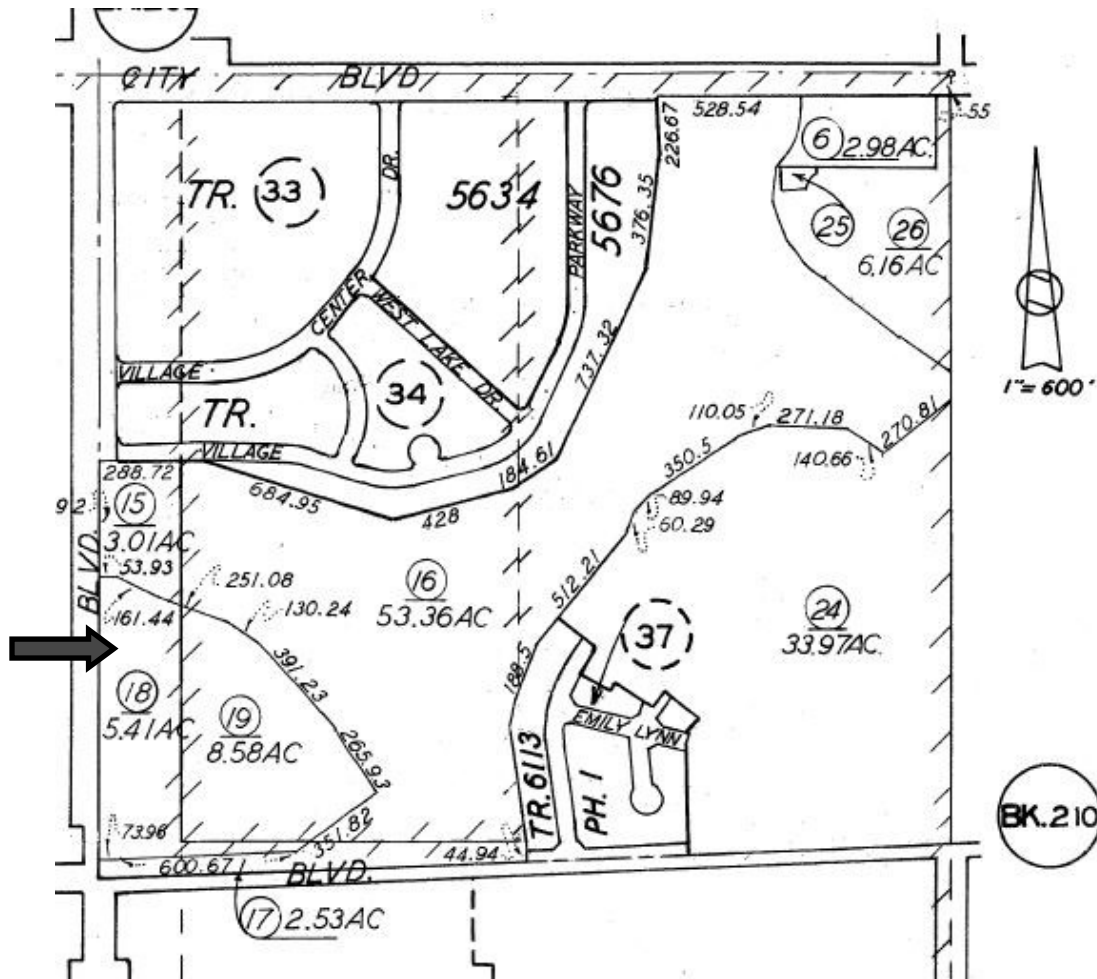 CITY BLVD
528.54
55
226.67
6 2.98AC.
TR. 33
DR.
5634
PARKWAY
5676
376.35
25
26
6.16AC
CENTER
WEST LAKE DR.
737.32
1"=600'
VILLAGE
34
TR.
110.05
271.18
270.81
VILLAGE
184.61
350.5
140.66
288.72
684.95
428
89.94
60.29
92
15
3.01AC
53.93
BLVD.
251.08
16
53.36AC
512.21
161.44
130.24
24
33.97AC.
37
391.23
188.5
18
5.41AC
19
8.58AC
EMILY LYNN
265.93
TR. 6113
PH. 1
BK.210
73.96
351.82
44.94
600.67
BLVD.
17 2.53AC